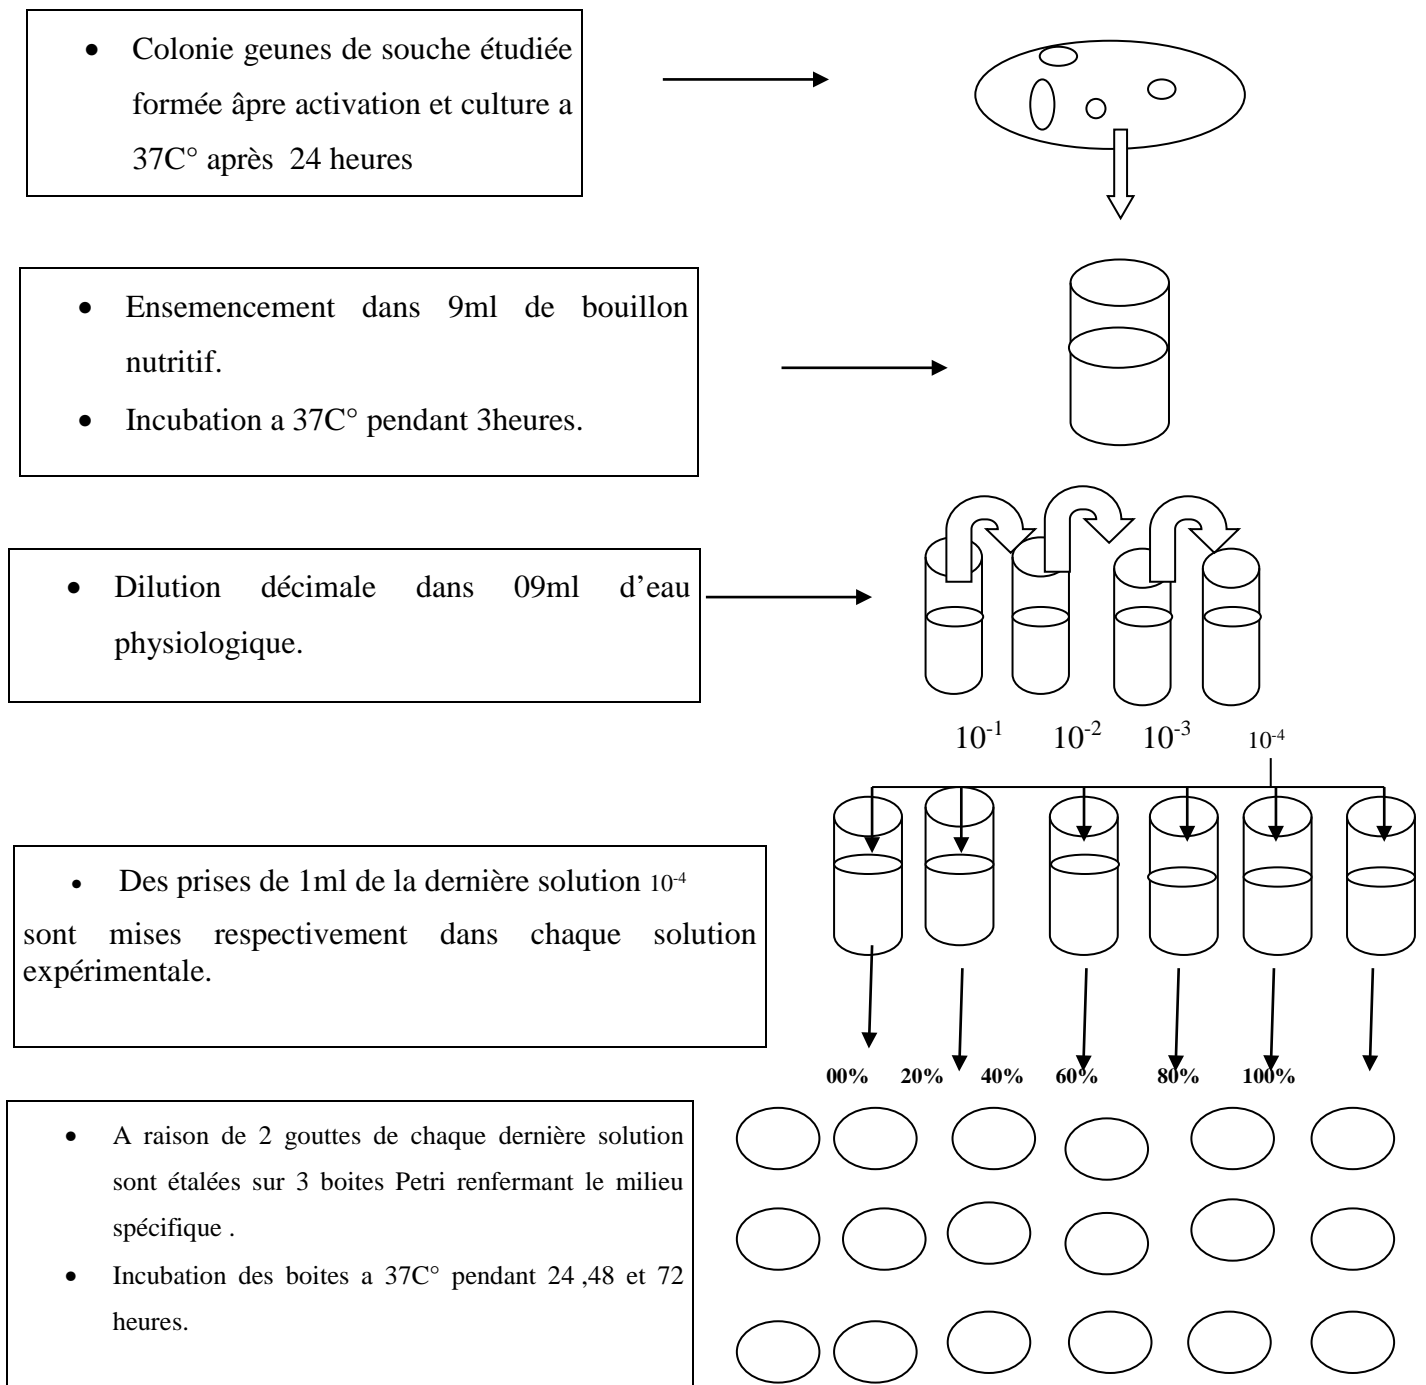 • Colonie geunes de souche étudiée
formée âpre activation et culture a
37C° après 24 heures
• Ensemencement dans 9ml de bouillon
nutritif.
• Incubation a 37C° pendant 3heures.
• Dilution décimale dans 09ml d’eau
physiologique.
10⁻¹ 10⁻² 10⁻³ 10⁻⁴
• Des prises de 1ml de la dernière solution 10⁻⁴
sont mises respectivement dans chaque solution
expérimentale.
00% 20% 40% 60% 80% 100%
• A raison de 2 gouttes de chaque dernière solution
sont étalées sur 3 boites Petri renfermant le milieu
spécifique .
• Incubation des boites a 37C° pendant 24 ,48 et 72
heures.